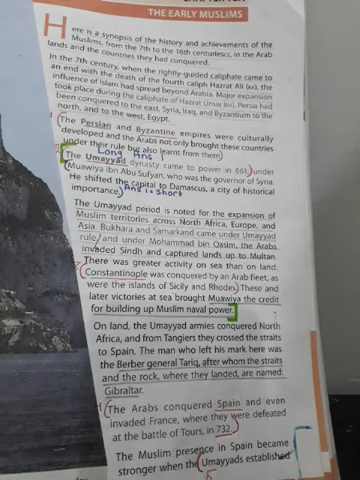 THE EARLY MUSLIMS
Here is a synopsis of the history and achievements of the
Muslims, from the 7th to the 16th centuriescs, in the Arab
lands and the countries they had conquered.
In the 7th century, when the rightly-guided caliphate came to
an end with the death of the fourth caliph Hazrat Ali (RA), the
influence of Islam had spread beyond Arabia. Major expansion
took place during the caliphate of Hazrat Umar (RA). Persia had
been conquered to the east, Syria, Iraq, and Byzantium to the
north, and to the west, Egypt.
The Persian and Byzantine empires were culturally
developed and the Arabs not only brought these countries
under their rule but also learnt from them)
Long Ans 1
The Umayyad dynasty came to power in 661) under
Muawiya ibn Abu Sufyan, who was the governor of Syria.
He shifted the capital to Damascus, a city of historical
importance.) Ans is short
The Umayyad period is noted for the expansion of
Muslim territories across North Africa, Europe, and
Asia. Bukhara and Samarkand came under Umayyad
rule, and under Mohammad bin Qasim, the Arabs
invaded Sindh and captured lands up to Multan.
There was greater activity on sea than on land.
Constantinople was conquered by an Arab fleet, as
were the islands of Sicily and Rhodes) These and
later victories at sea brought Muawiya the credit
for building up Muslim naval power.]
On land, the Umayyad armies conquered North
Africa, and from Tangiers they crossed the straits
to Spain. The man who left his mark here was
the Berber general Tariq, after whom the straits
and the rock, where they landed, are named:
Gibraltar.
(The Arabs conquered Spain and even
invaded France, where they were defeated
at the battle of Tours, in 732.)
The Muslim presence in Spain became
stronger when the (Umayyads established